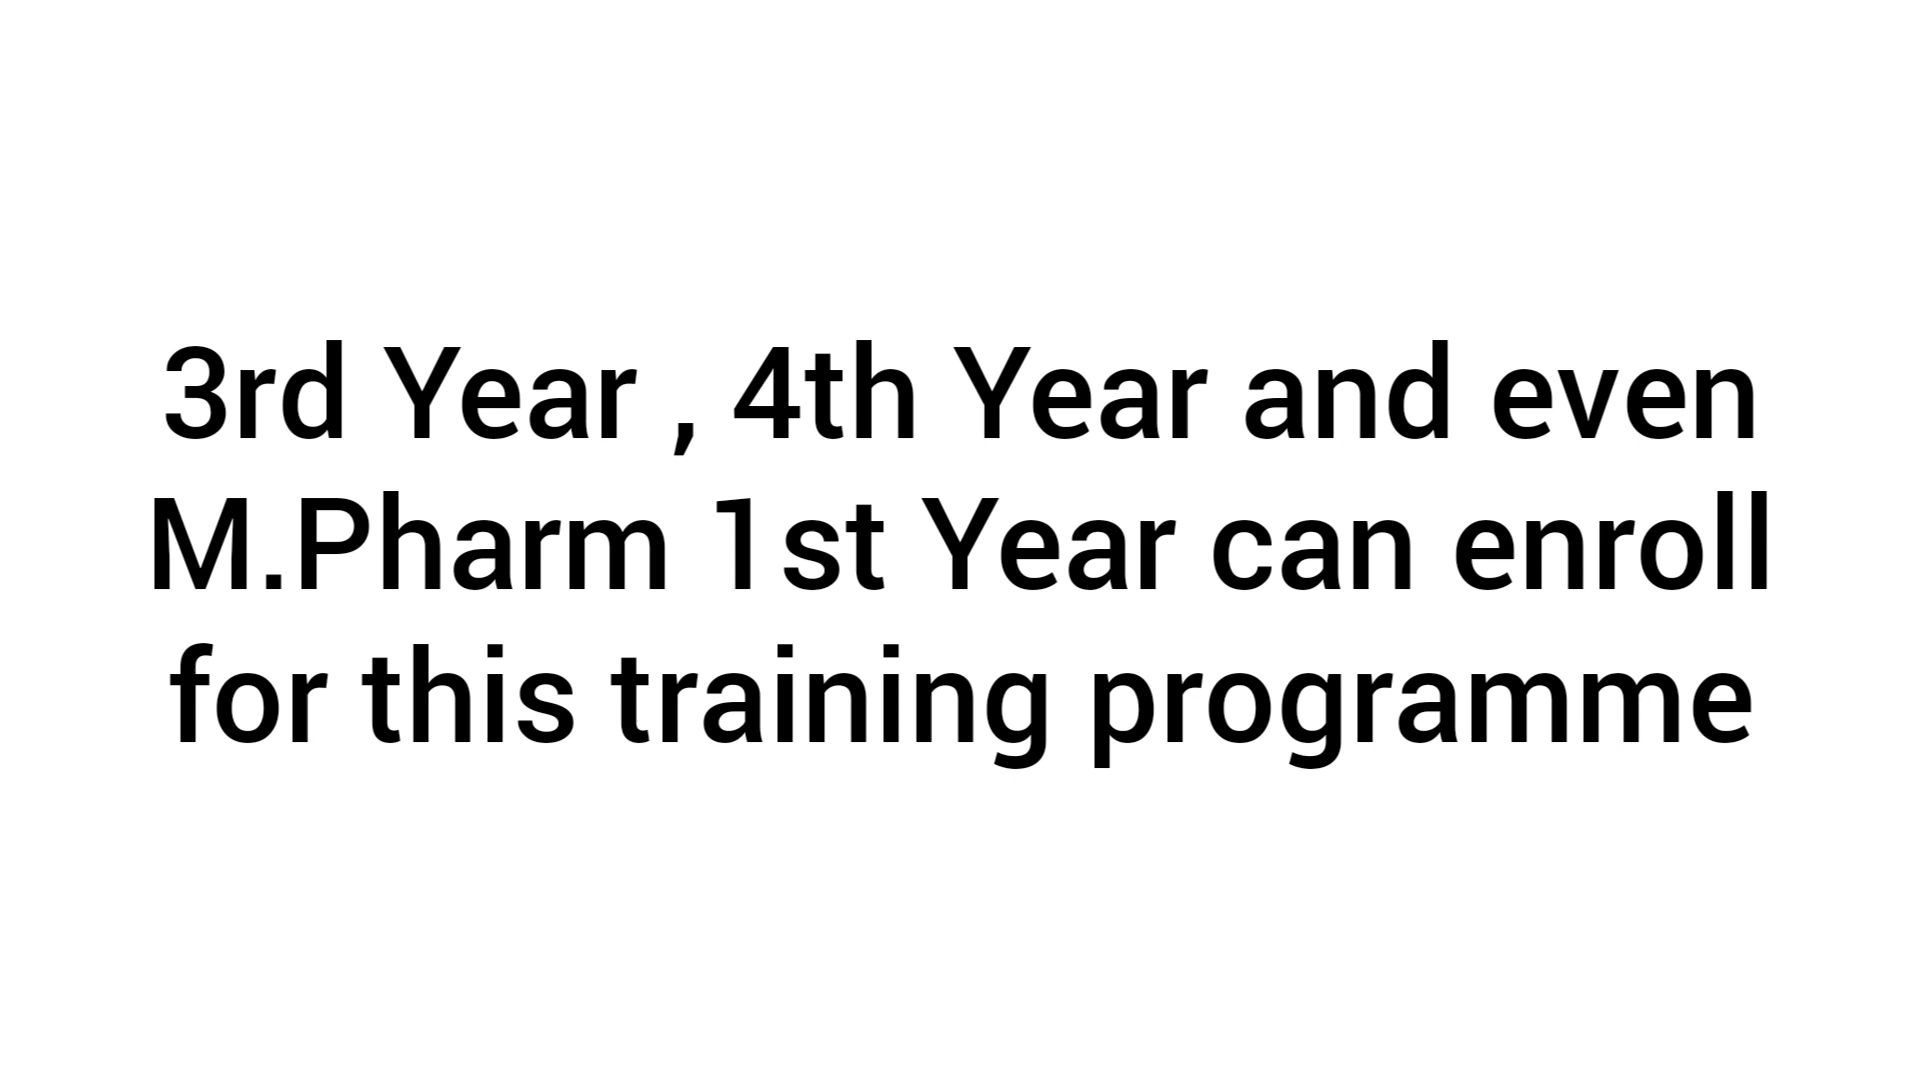 3rd Year , 4th Year and even
M.Pharm 1st Year can enroll
for this training programme